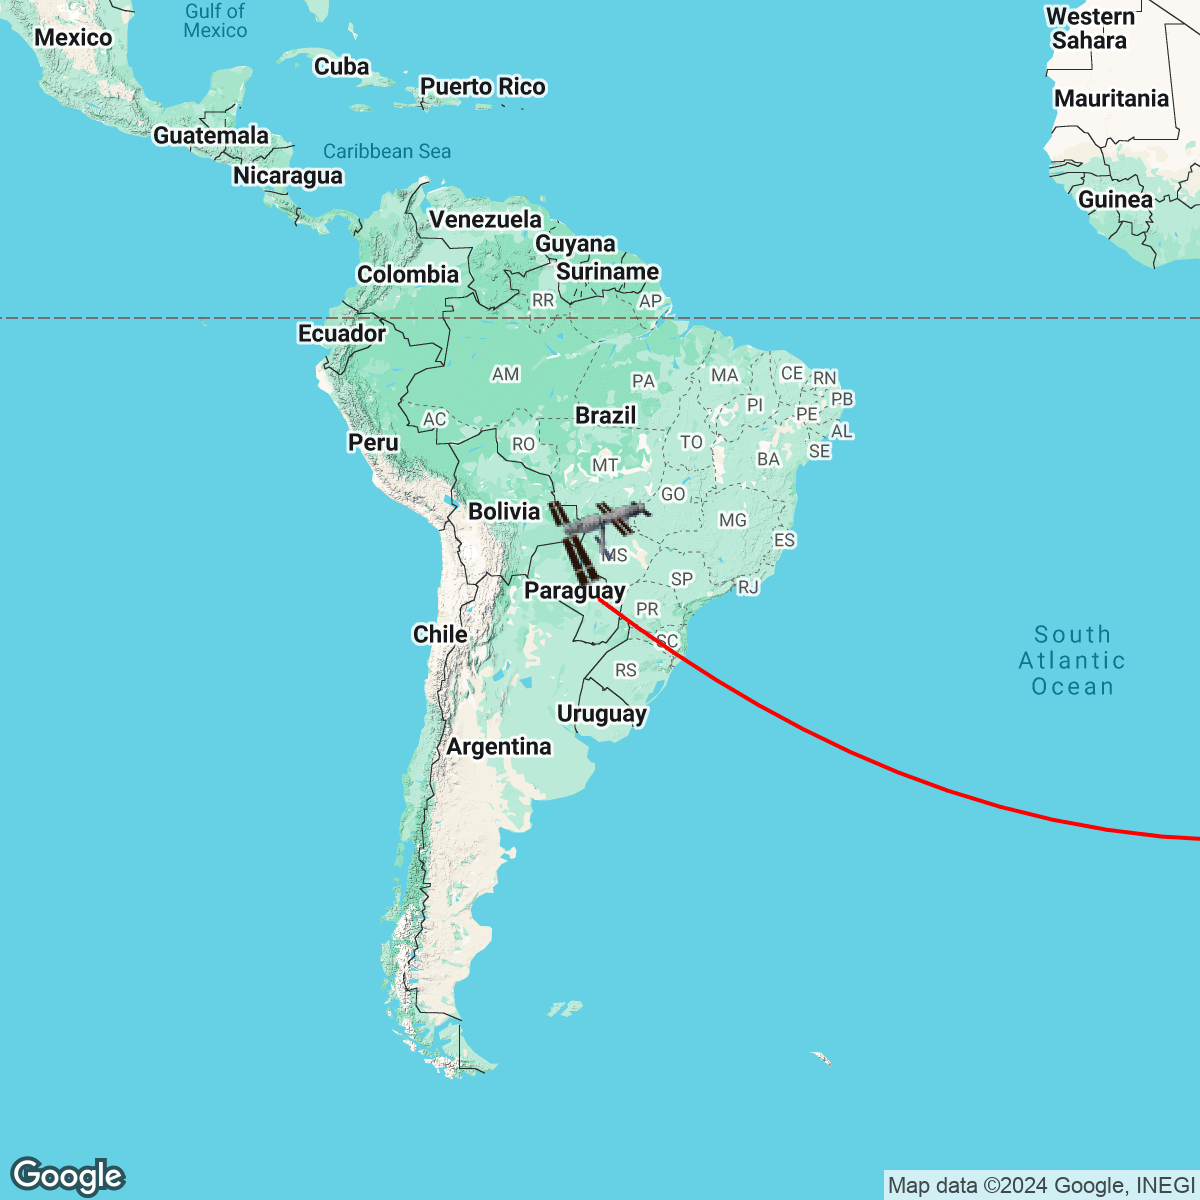 Gulf of
Mexico
Western
Sahara
Mexico
Cuba
Puerto Rico
Mauritania
Guatemala
Caribbean Sea
Nicaragua
Guinea
Venezuela
Guyana
Colombia
Suriname
RR
AP
Ecuador
AM
PA
MA
CE
RN
PI
PB
AC
Brazil
PE
AL
Peru
RO
TO
SE
MT
BA
GO
Bolivia
MG
ES
MS
SP
RJ
Paraguay
PR
Chile
SC
South
Atlantic
Ocean
RS
Uruguay
Argentina
Google
Map data ©2024 Google, INEGI